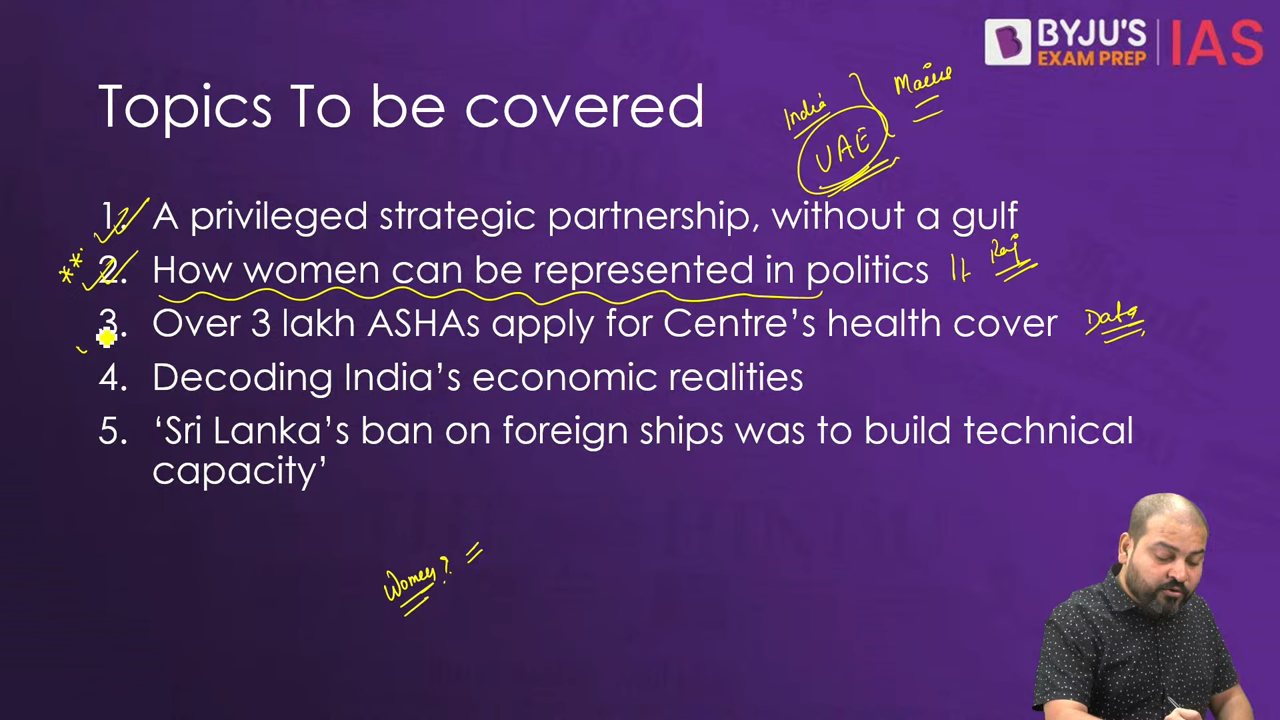 BYJU'S
EXAM PREP
IAS
Topics To be covered
India
UAE
1. A privileged strategic partnership, without a gulf
2. How women can be represented in politics
3. Over 3 lakh ASHAs apply for Centre’s health cover
Data
4. Decoding India’s economic realities
5. ‘Sri Lanka’s ban on foreign ships was to build technical
capacity’
Women?